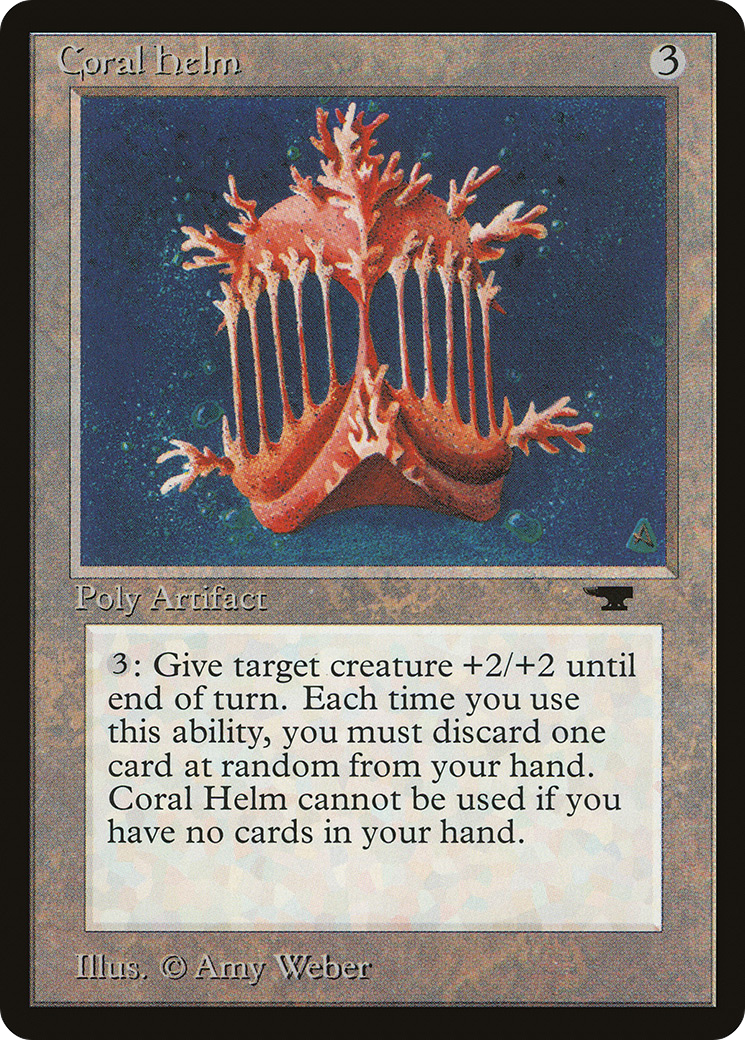 Coral Helm
3
Poly Artifact
3: Give target creature +2/+2 until
end of turn. Each time you use
this ability, you must discard one
card at random from your hand.
Coral Helm cannot be used if you
have no cards in your hand.
Illus. © Amy Weber